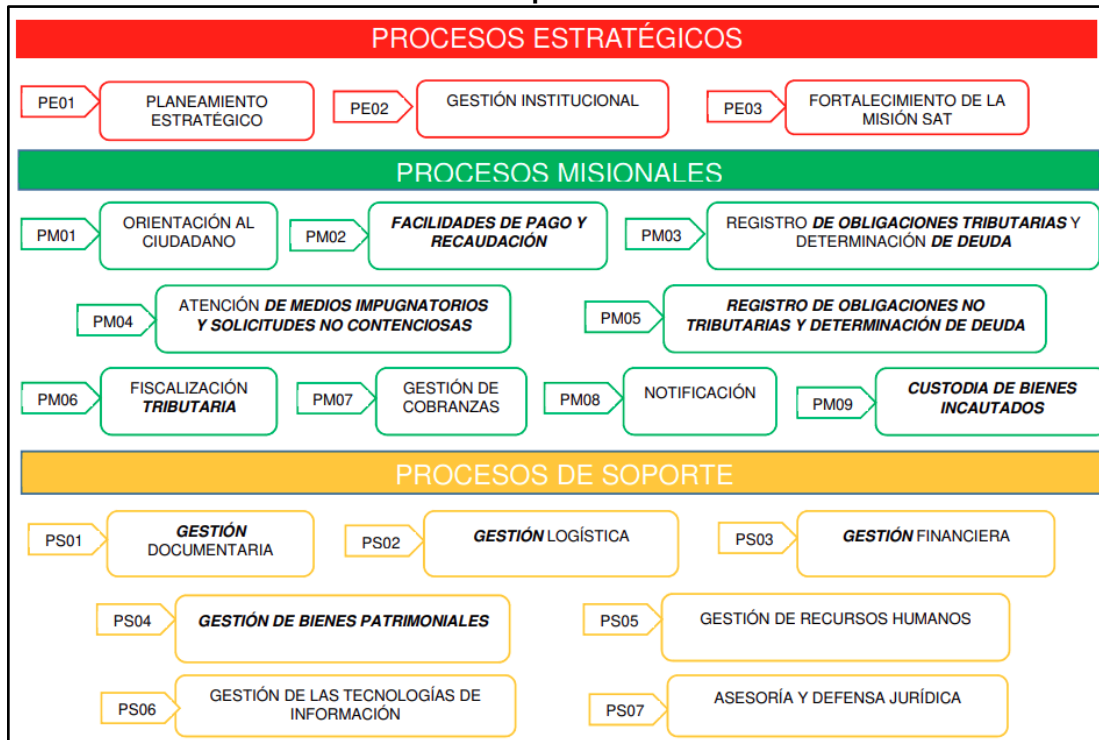 PROCESOS ESTRATÉGICOS
PE01
PLANEAMIENTO
ESTRATÉGICO
PE02
GESTIÓN INSTITUCIONAL
PE03
FORTALECIMIENTO DE LA
MISIÓN SAT
PROCESOS MISIONALES
PM01
ORIENTACIÓN AL
CIUDADANO
PM02
FACILIDADES DE PAGO Y
RECAUDACIÓN
PM03
REGISTRO DE OBLIGACIONES TRIBUTARIAS Y
DETERMINACIÓN DE DEUDA
PM04
ATENCIÓN DE MEDIOS IMPUGNATORIOS
Y SOLICITUDES NO CONTENCIOSAS
PM05
REGISTRO DE OBLIGACIONES NO
TRIBUTARIAS Y DETERMINACIÓN DE DEUDA
PM06
FISCALIZACIÓN
TRIBUTARIA
PM07
GESTIÓN DE
COBRANZAS
PM08
NOTIFICACIÓN
PM09
CUSTODIA DE BIENES
INCAUTADOS
PROCESOS DE SOPORTE
PS01
GESTIÓN
DOCUMENTARIA
PS02
GESTIÓN LOGÍSTICA
PS03
GESTIÓN FINANCIERA
PS04
GESTIÓN DE BIENES PATRIMONIALES
PS05
GESTIÓN DE RECURSOS HUMANOS
PS06
GESTIÓN DE LAS TECNOLOGÍAS DE
INFORMACIÓN
PS07
ASESORÍA Y DEFENSA JURÍDICA